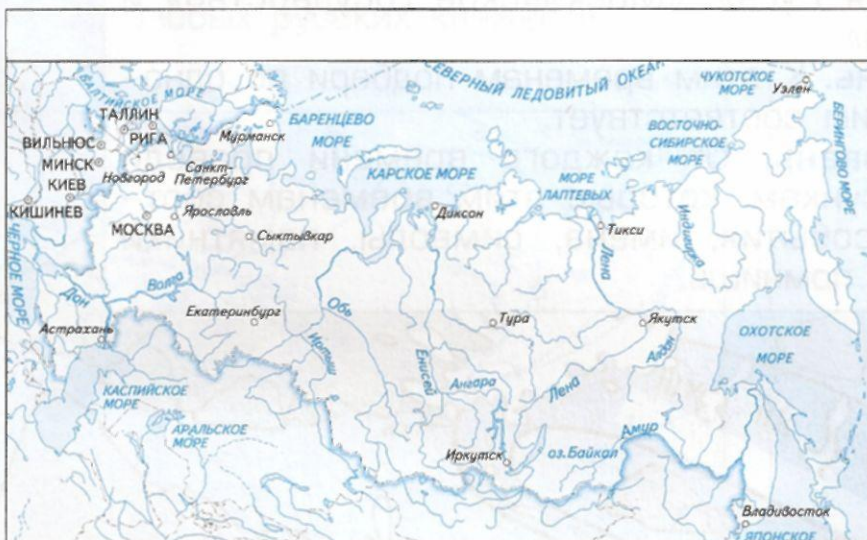 СЕВЕРНЫЙ ЛЕДОВИТЫЙ ОКЕАН
ЧУКОТСКОЕ
МОРЕ
Уэлен
БАЛТИЙСКОЕ МОРЕ
ТАЛЛИН
РИГА
Мурманск
БАРЕНЦЕВО
МОРЕ
ВОСТОЧНО-
СИБИРСКОЕ
МОРЕ
БЕРИНГОВО МОРЕ
ВИЛЬНЮС
МИНСК
КИЕВ
КИШИНЕВ
Новгород
Санкт-
Петербург
КАРСКОЕ МОРЕ
МОРЕ
ЛАПТЕВЫХ
МОСКВА
Ярославль
Сыктывкар
Диксон
Тикси
Индигирка
Лена
ЧЕРНОЕ МОРЕ
Дон
Волга
Астрахань
Екатеринбург
Обь
Иртыш
Енисей
Тура
Якутск
Алдан
ОХОТСКОЕ
МОРЕ
Ангара
Лена
КАСПИЙСКОЕ
МОРЕ
АРАЛЬСКОЕ
МОРЕ
Иркутск
оз. Байкал
Амур
Владивосток
ЯПОНСКОЕ